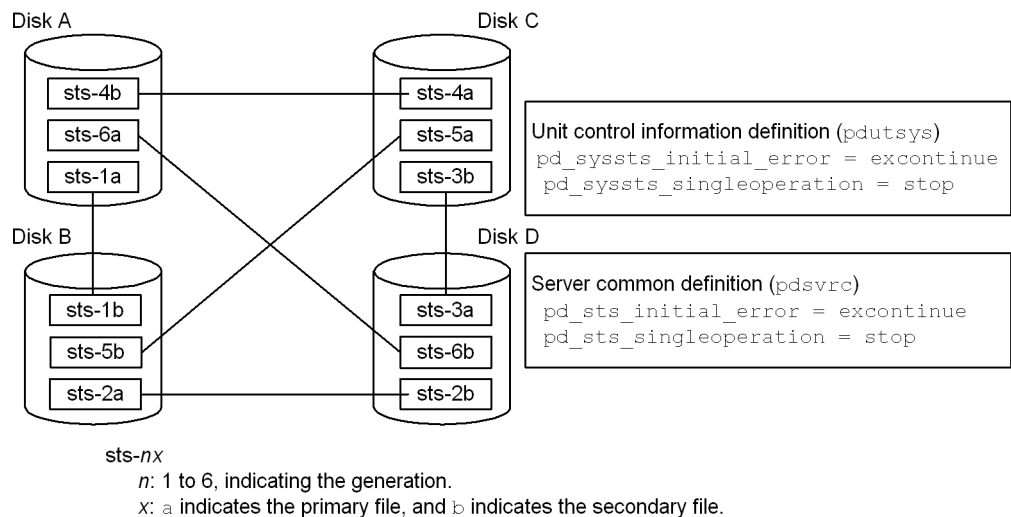 Disk A
sts-4b
sts-6a
sts-1a
Disk C
sts-4a
sts-5a
sts-3b
Disk B
sts-1b
sts-5b
sts-2a
Disk D
sts-3a
sts-6b
sts-2b
Unit control information definition (pdutsys)
pd_syssts_initial_error = excontinue
pd_syssts_singleoperation = stop
Server common definition (pdsvrc)
pd_sts_initial_error = excontinue
pd_sts_singleoperation = stop
sts-nx
n: 1 to 6, indicating the generation.
x: a indicates the primary file, and b indicates the secondary file.